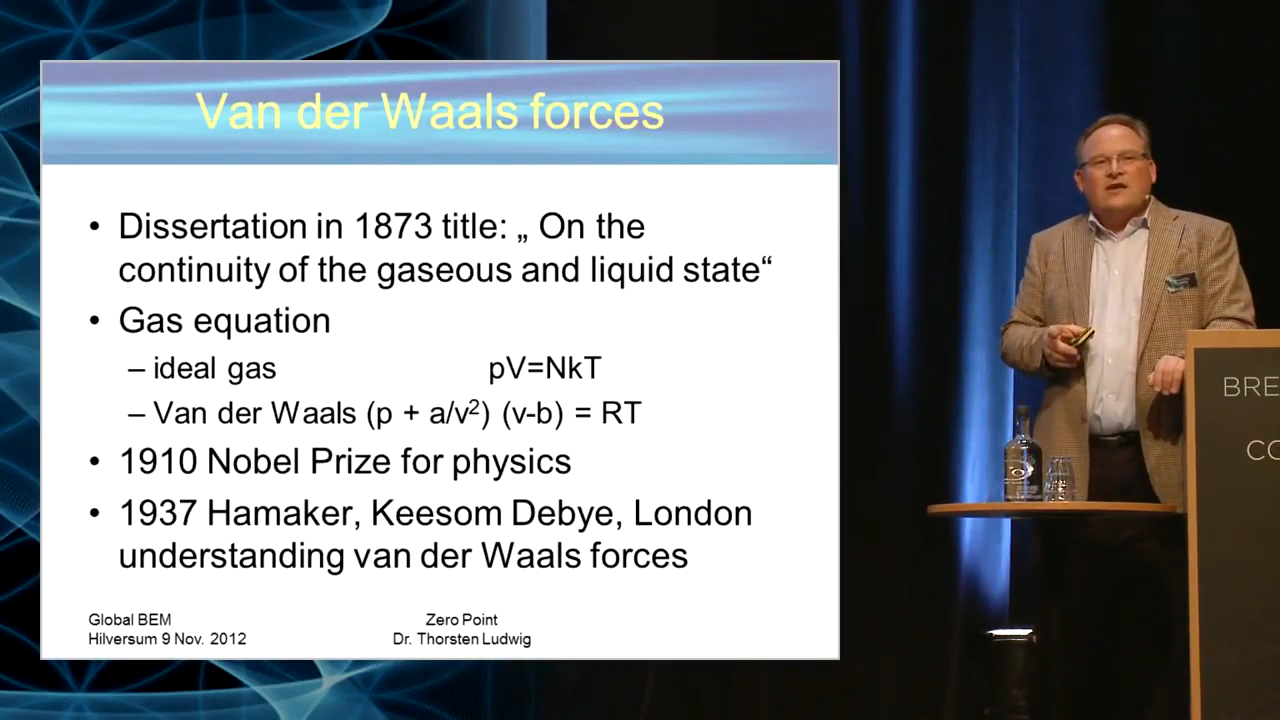 Van der Waals forces
• Dissertation in 1873 title: „ On the
continuity of the gaseous and liquid state“
• Gas equation
– ideal gas pV=NkT
– Van der Waals (p + a/v²) (v-b) = RT
• 1910 Nobel Prize for physics
• 1937 Hamaker, Keesom Debye, London
understanding van der Waals forces
Global BEM
Hilversum 9 Nov. 2012
Zero Point
Dr. Thorsten Ludwig
BRE
CO